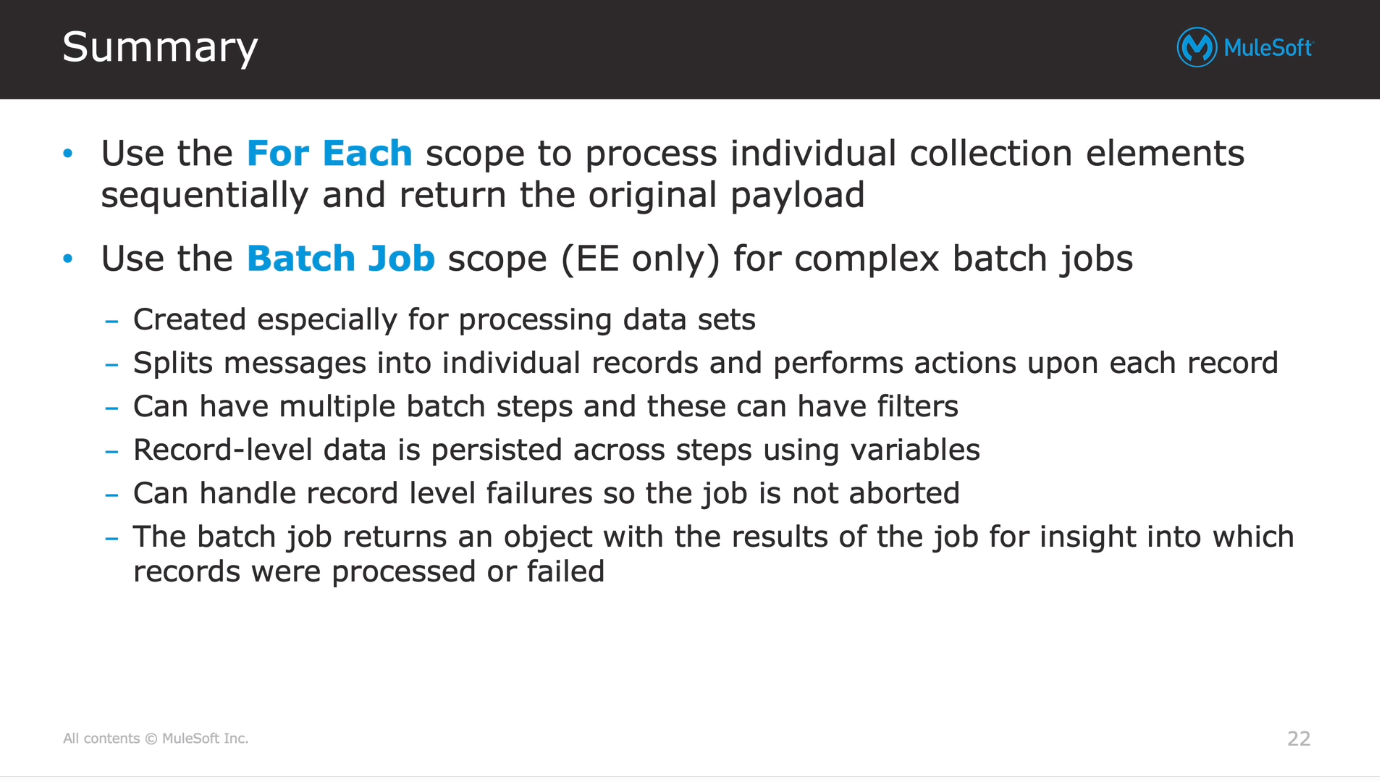 Summary
MuleSoft
• Use the For Each scope to process individual collection elements
sequentially and return the original payload
• Use the Batch Job scope (EE only) for complex batch jobs
– Created especially for processing data sets
– Splits messages into individual records and performs actions upon each record
– Can have multiple batch steps and these can have filters
– Record-level data is persisted across steps using variables
– Can handle record level failures so the job is not aborted
– The batch job returns an object with the results of the job for insight into which
records were processed or failed
All contents © MuleSoft Inc.
22